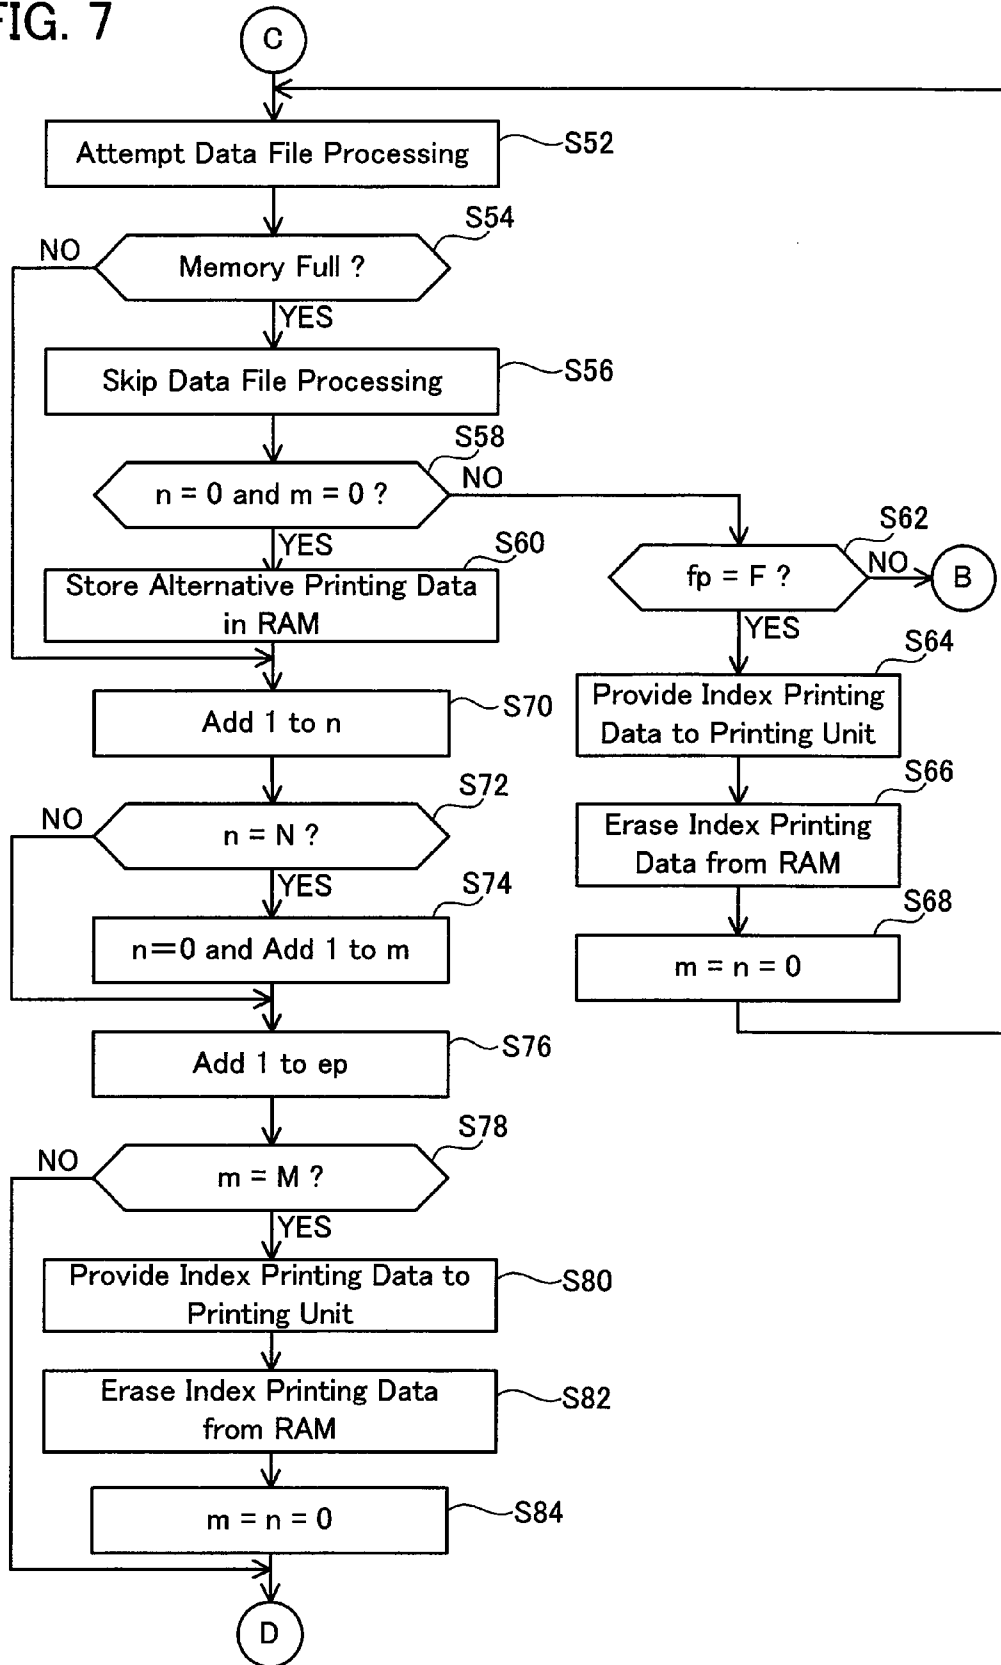 FIG. 7
C
Attempt Data File Processing
S52
S54
NO
Memory Full ?
YES
Skip Data File Processing
S56
S58
n = 0 and m = 0 ?
NO
YES
S60
Store Alternative Printing Data
in RAM
S62
fp = F ?
NO
B
YES
S64
Provide Index Printing
Data to Printing Unit
S66
Erase Index Printing
Data from RAM
S68
m = n = 0
Add 1 to n
S70
S72
NO
n = N ?
YES
S74
n=0 and Add 1 to m
Add 1 to ep
S76
S78
NO
m = M ?
YES
Provide Index Printing Data to
Printing Unit
S80
Erase Index Printing Data
from RAM
S82
m = n = 0
S84
D